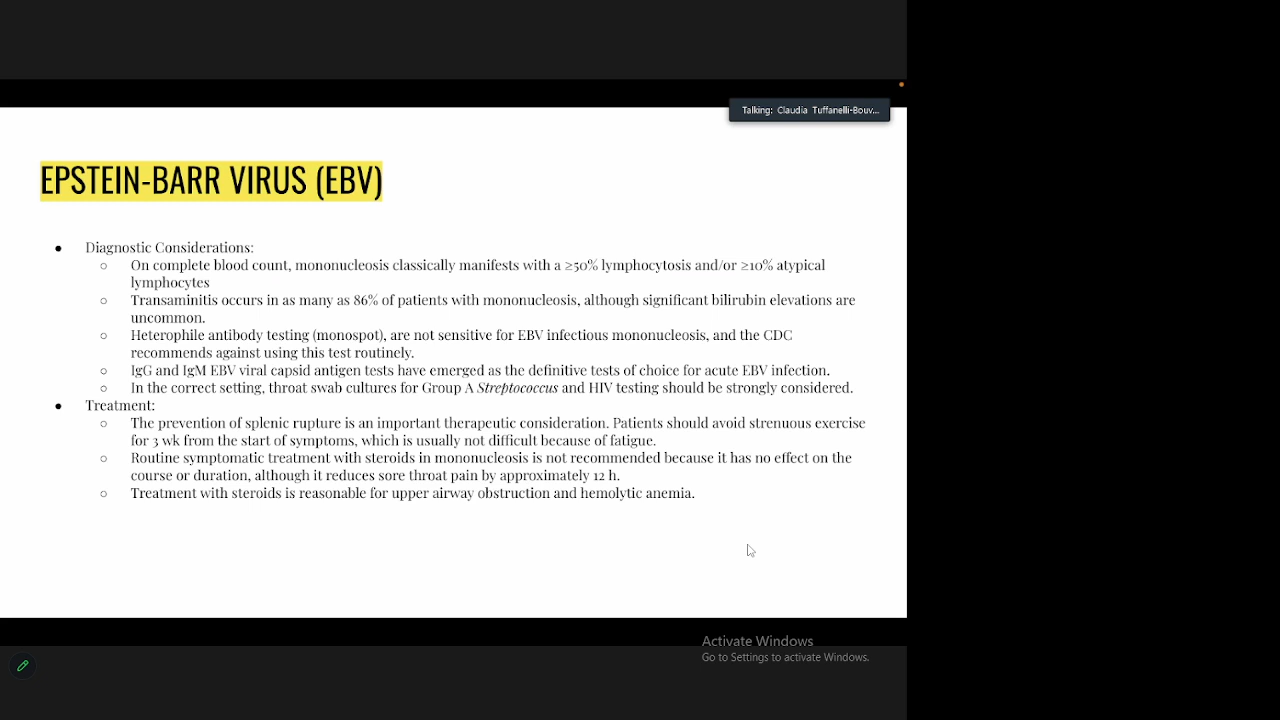 Talking: Claudia Tuffanelli-Bouv...
EPSTEIN-BARR VIRUS (EBV)
● Diagnostic Considerations:
○ On complete blood count, mononucleosis classically manifests with a ≥50% lymphocytosis and/or ≥10% atypical
lymphocytes
○ Transaminitis occurs in as many as 86% of patients with mononucleosis, although significant bilirubin elevations are
uncommon.
○ Heterophile antibody testing (monospot), are not sensitive for EBV infectious mononucleosis, and the CDC
recommends against using this test routinely.
○ IgG and IgM EBV viral capsid antigen tests have emerged as the definitive tests of choice for acute EBV infection.
○ In the correct setting, throat swab cultures for Group A Streptococcus and HIV testing should be strongly considered.
● Treatment:
○ The prevention of splenic rupture is an important therapeutic consideration. Patients should avoid strenuous exercise
for 3 wk from the start of symptoms, which is usually not difficult because of fatigue.
○ Routine symptomatic treatment with steroids in mononucleosis is not recommended because it has no effect on the
course or duration, although it reduces sore throat pain by approximately 12 h.
○ Treatment with steroids is reasonable for upper airway obstruction and hemolytic anemia.
Activate Windows
Go to Settings to activate Windows.